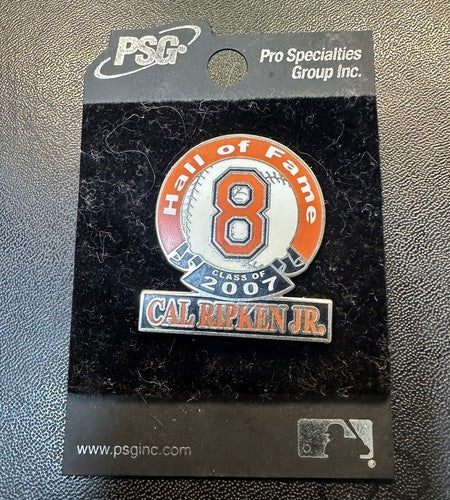 PSG®
Pro Specialties
Group Inc.
Hall of Fame
8
CLASS OF
2007
CAL RIPKEN JR.
www.psginc.com